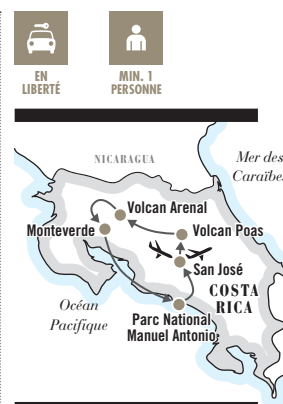 EN
LIBERTÉ
MIN. 1
PERSONNE
NICARAGUA
Mer des
Caraïbes
Volcan Arenal
Monteverde
Volcan Poas
San José
COSTA
RICA
Océan
Pacifique
Parc National
Manuel Antonio